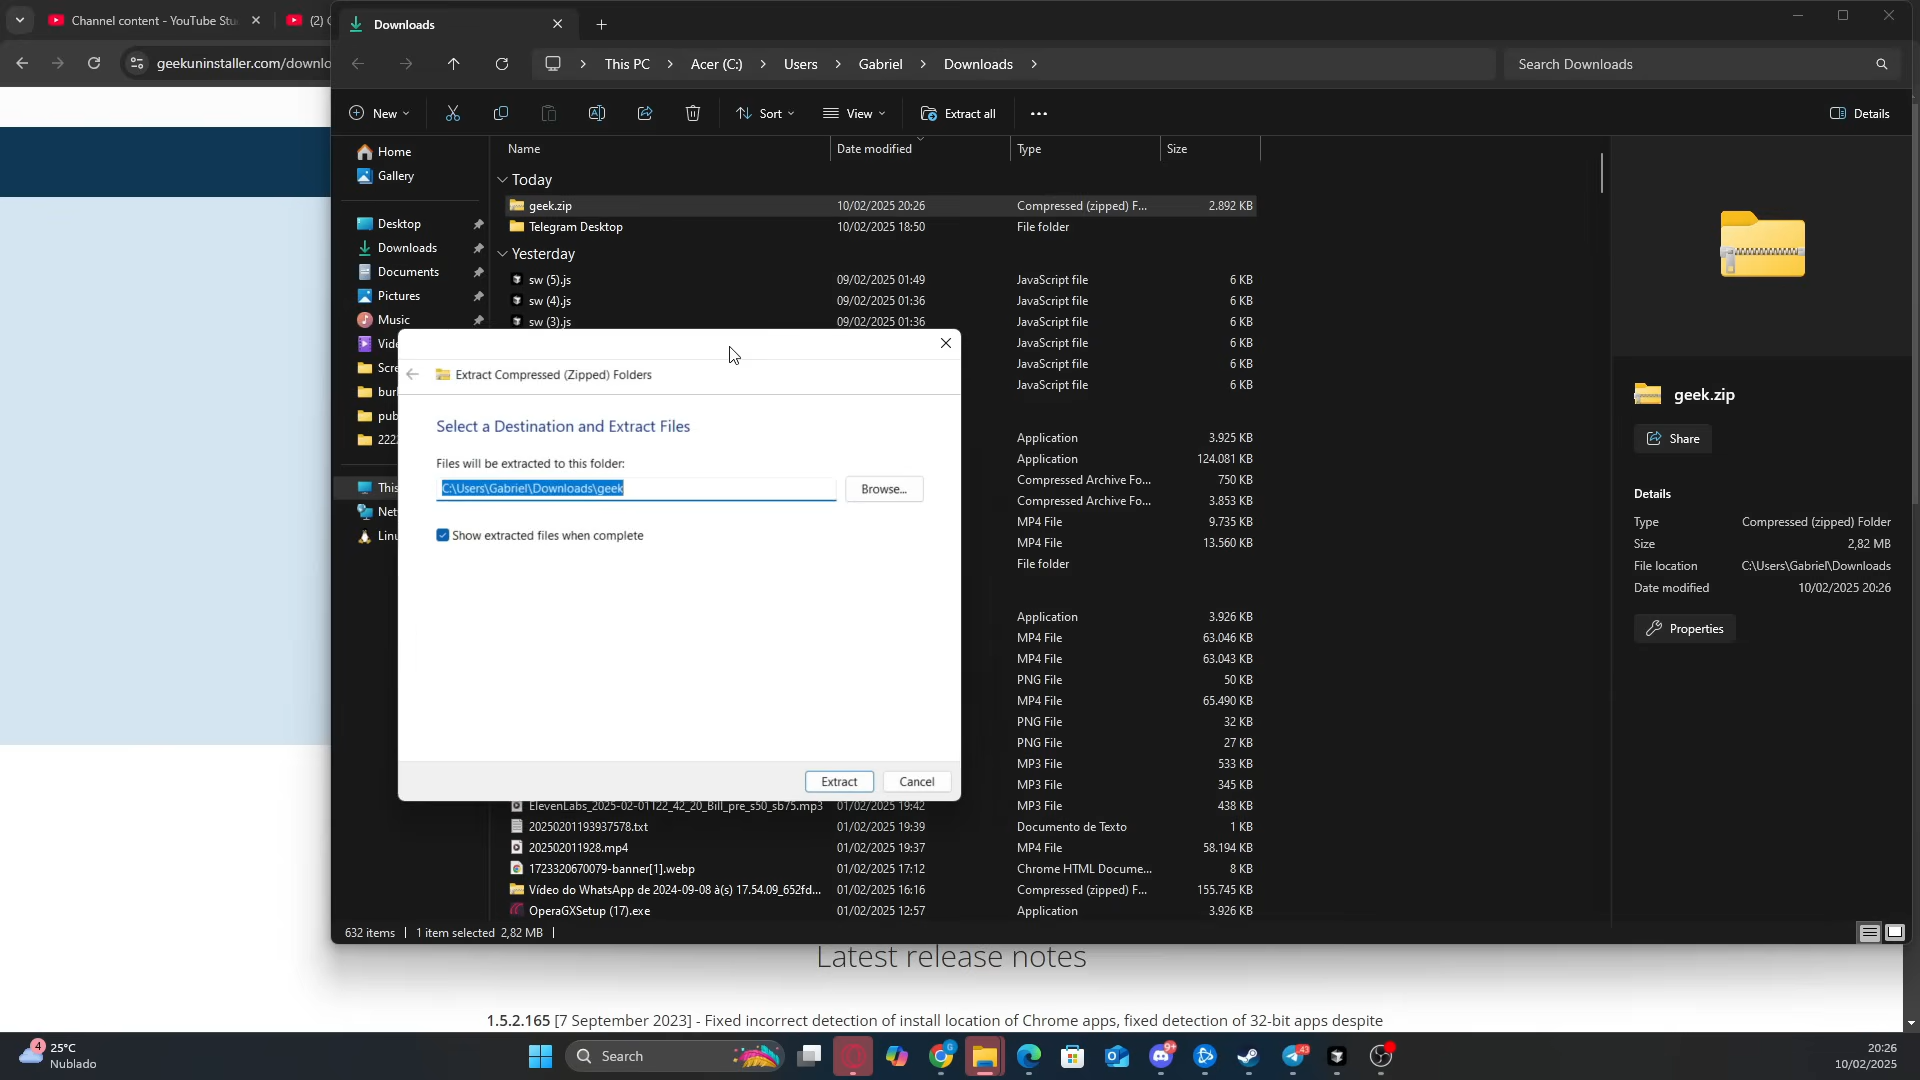 Channel content - YouTube Stu
(2)
Downloads
geekuninstaller.com/downlo
This PC
Acer (C:)
Users
Gabriel
Downloads
Search Downloads
New
Sort
View
Extract all
Details
Home
Gallery
Desktop
Downloads
Documents
Pictures
Music
Vide
Scre
burl
pub
222
This
Net
Linu
Name Date modified Type Size
Today
geek.zip 10/02/2025 20:26 Compressed (zipped) F... 2.892 KB
Telegram Desktop 10/02/2025 18:50 File folder
Yesterday
sw (5).js 09/02/2025 01:49 JavaScript file 6 KB
sw (4).js 09/02/2025 01:36 JavaScript file 6 KB
sw (3).js 09/02/2025 01:36 JavaScript file 6 KB
JavaScript file 6 KB
JavaScript file 6 KB
JavaScript file 6 KB
Application 3.925 KB
Application 124.081 KB
Compressed Archive Fo... 750 KB
Compressed Archive Fo... 3.853 KB
MP4 File 9.735 KB
MP4 File 13.560 KB
File folder
Application 3.926 KB
MP4 File 63.046 KB
MP4 File 63.043 KB
PNG File 50 KB
MP4 File 65.490 KB
PNG File 32 KB
PNG File 27 KB
MP3 File 533 KB
MP3 File 345 KB
ElevenLabs_2025-02-01T22_42_20_Bill_pre_s50_sb75.mp3 01/02/2025 19:42 MP3 File 438 KB
20250201193937578.txt 01/02/2025 19:39 Documento de Texto 1 KB
202502011928.mp4 01/02/2025 19:37 MP4 File 58.194 KB
1723320670079-banner[1].webp 01/02/2025 17:12 Chrome HTML Docume... 8 KB
Vídeo do WhatsApp de 2024-09-08 à(s) 17.54.09_652fd... 01/02/2025 16:16 Compressed (zipped) F... 155.745 KB
OperaGXSetup (17).exe 01/02/2025 12:57 Application 3.926 KB
632 items
1 item selected 2,82 MB
Extract Compressed (Zipped) Folders
Select a Destination and Extract Files
Files will be extracted to this folder:
C:\Users\Gabriel\Downloads\geek
Browse...
Show extracted files when complete
Extract
Cancel
geek.zip
Share
Details
Type Compressed (zipped) Folder
Size 2,82 MB
File location C:\Users\Gabriel\Downloads
Date modified 10/02/2025 20:26
Properties
Latest release notes
1.5.2.165 [7 September 2023] - Fixed incorrect detection of install location of Chrome apps, fixed detection of 32-bit apps despite
4
25°C
Nublado
Search
G
9+
43
20:26
10/02/2025